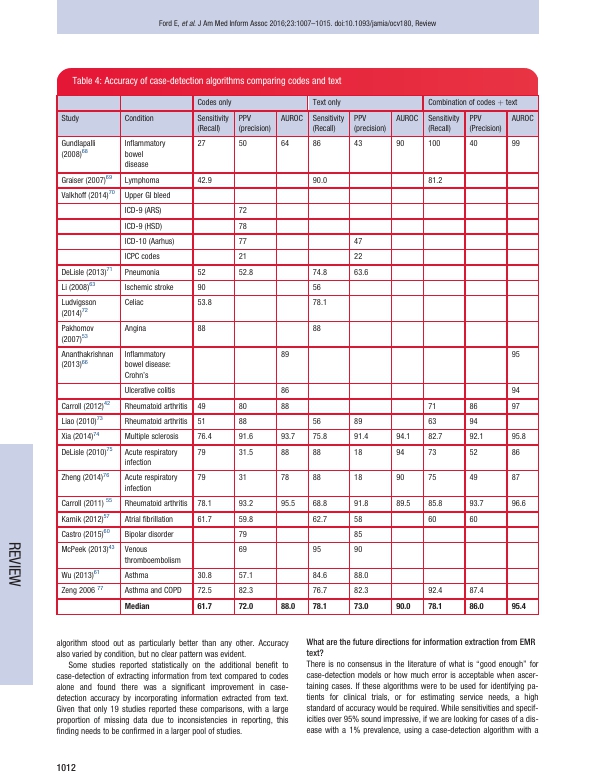 Ford E, et al. J Am Med Inform Assoc 2016;23:1007–1015. doi:10.1093/jamia/ocv180, Review
Table 4: Accuracy of case-detection algorithms comparing codes and text
Codes only Text only Combination of codes + text
Study Condition Sensitivity (Recall) PPV (precision) AUROC Sensitivity (Recall) PPV (precision) AUROC Sensitivity (Recall) PPV (Precision) AUROC
Gundlapalli (2008)68 Inflammatory bowel disease 27 50 64 86 43 90 100 40 99
Graiser (2007)69 Lymphoma 42.9 90.0 81.2
Valkhoff (2014)70 Upper GI bleed
ICD-9 (ARS) 72
ICD-9 (HSD) 78
ICD-10 (Aarhus) 77 47
ICPC codes 21 22
DeLisle (2013)71 Pneumonia 52 52.8 74.8 63.6
Li (2008)63 Ischemic stroke 90 56
Ludvigsson (2014)72 Celiac 53.8 78.1
Pakhomov (2007)53 Angina 88 88
Ananthakrishnan (2013)66 Inflammatory bowel disease: Crohn's 89 95
Ulcerative colitis 86 94
Carroll (2012)42 Rheumatoid arthritis 49 80 88 71 86 97
Liao (2010)73 Rheumatoid arthritis 51 88 56 89 63 94
Xia (2014)74 Multiple sclerosis 76.4 91.6 93.7 75.8 91.4 94.1 82.7 92.1 95.8
DeLisle (2010)75 Acute respiratory infection 79 31.5 88 88 18 94 73 52 86
Zheng (2014)76 Acute respiratory infection 79 31 78 88 18 90 75 49 87
Carroll (2011) 55 Rheumatoid arthritis 78.1 93.2 95.5 68.8 91.8 89.5 85.8 93.7 96.6
Karnik (2012)57 Atrial fibrillation 61.7 59.8 62.7 58 60 60
Castro (2015)60 Bipolar disorder 79 85
McPeek (2013)43 Venous thromboembolism 69 95 90
Wu (2013)61 Asthma 30.8 57.1 84.6 88.0
Zeng 2006 77 Asthma and COPD 72.5 82.3 76.7 82.3 92.4 87.4
Median 61.7 72.0 88.0 78.1 73.0 90.0 78.1 86.0 95.4
algorithm stood out as particularly better than any other. Accuracy
also varied by condition, but no clear pattern was evident.
Some studies reported statistically on the additional benefit to
case-detection of extracting information from text compared to codes
alone and found there was a significant improvement in case-
detection accuracy by incorporating information extracted from text.
Given that only 19 studies reported these comparisons, with a large
proportion of missing data due to inconsistencies in reporting, this
finding needs to be confirmed in a larger pool of studies.
What are the future directions for information extraction from EMR
text?
There is no consensus in the literature of what is “good enough” for
case-detection models or how much error is acceptable when ascer-
taining cases. If these algorithms were to be used for identifying pa-
tients for clinical trials, or for estimating service needs, a high
standard of accuracy would be required. While sensitivities and specif-
icities over 95% sound impressive, if we are looking for cases of a dis-
ease with a 1% prevalence, using a case-detection algorithm with a
REVIEW
1012